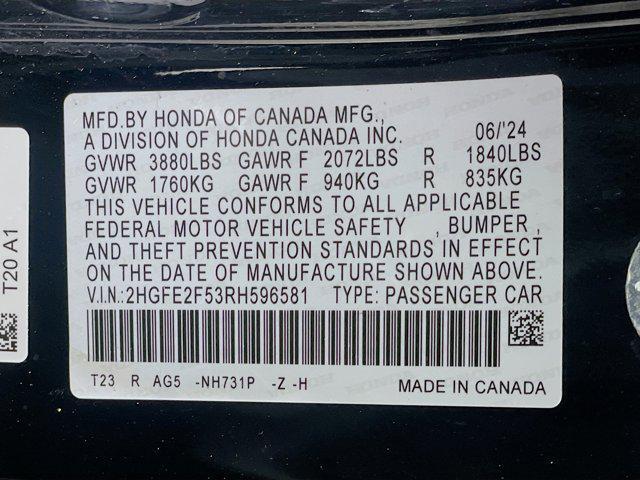 MFD.BY HONDA OF CANADA MFG.,
A DIVISION OF HONDA CANADA INC. 06/'24
GVWR 3880LBS GAWR F 2072LBS R 1840LBS
GVWR 1760KG GAWR F 940KG R 835KG
THIS VEHICLE CONFORMS TO ALL APPLICABLE
FEDERAL MOTOR VEHICLE SAFETY , BUMPER ,
AND THEFT PREVENTION STANDARDS IN EFFECT
ON THE DATE OF MANUFACTURE SHOWN ABOVE.
V.I.N.:2HGFE2F53RH596581 TYPE: PASSENGER CAR
T23 R AG5 -NH731P -Z -H MADE IN CANADA
T20 A1